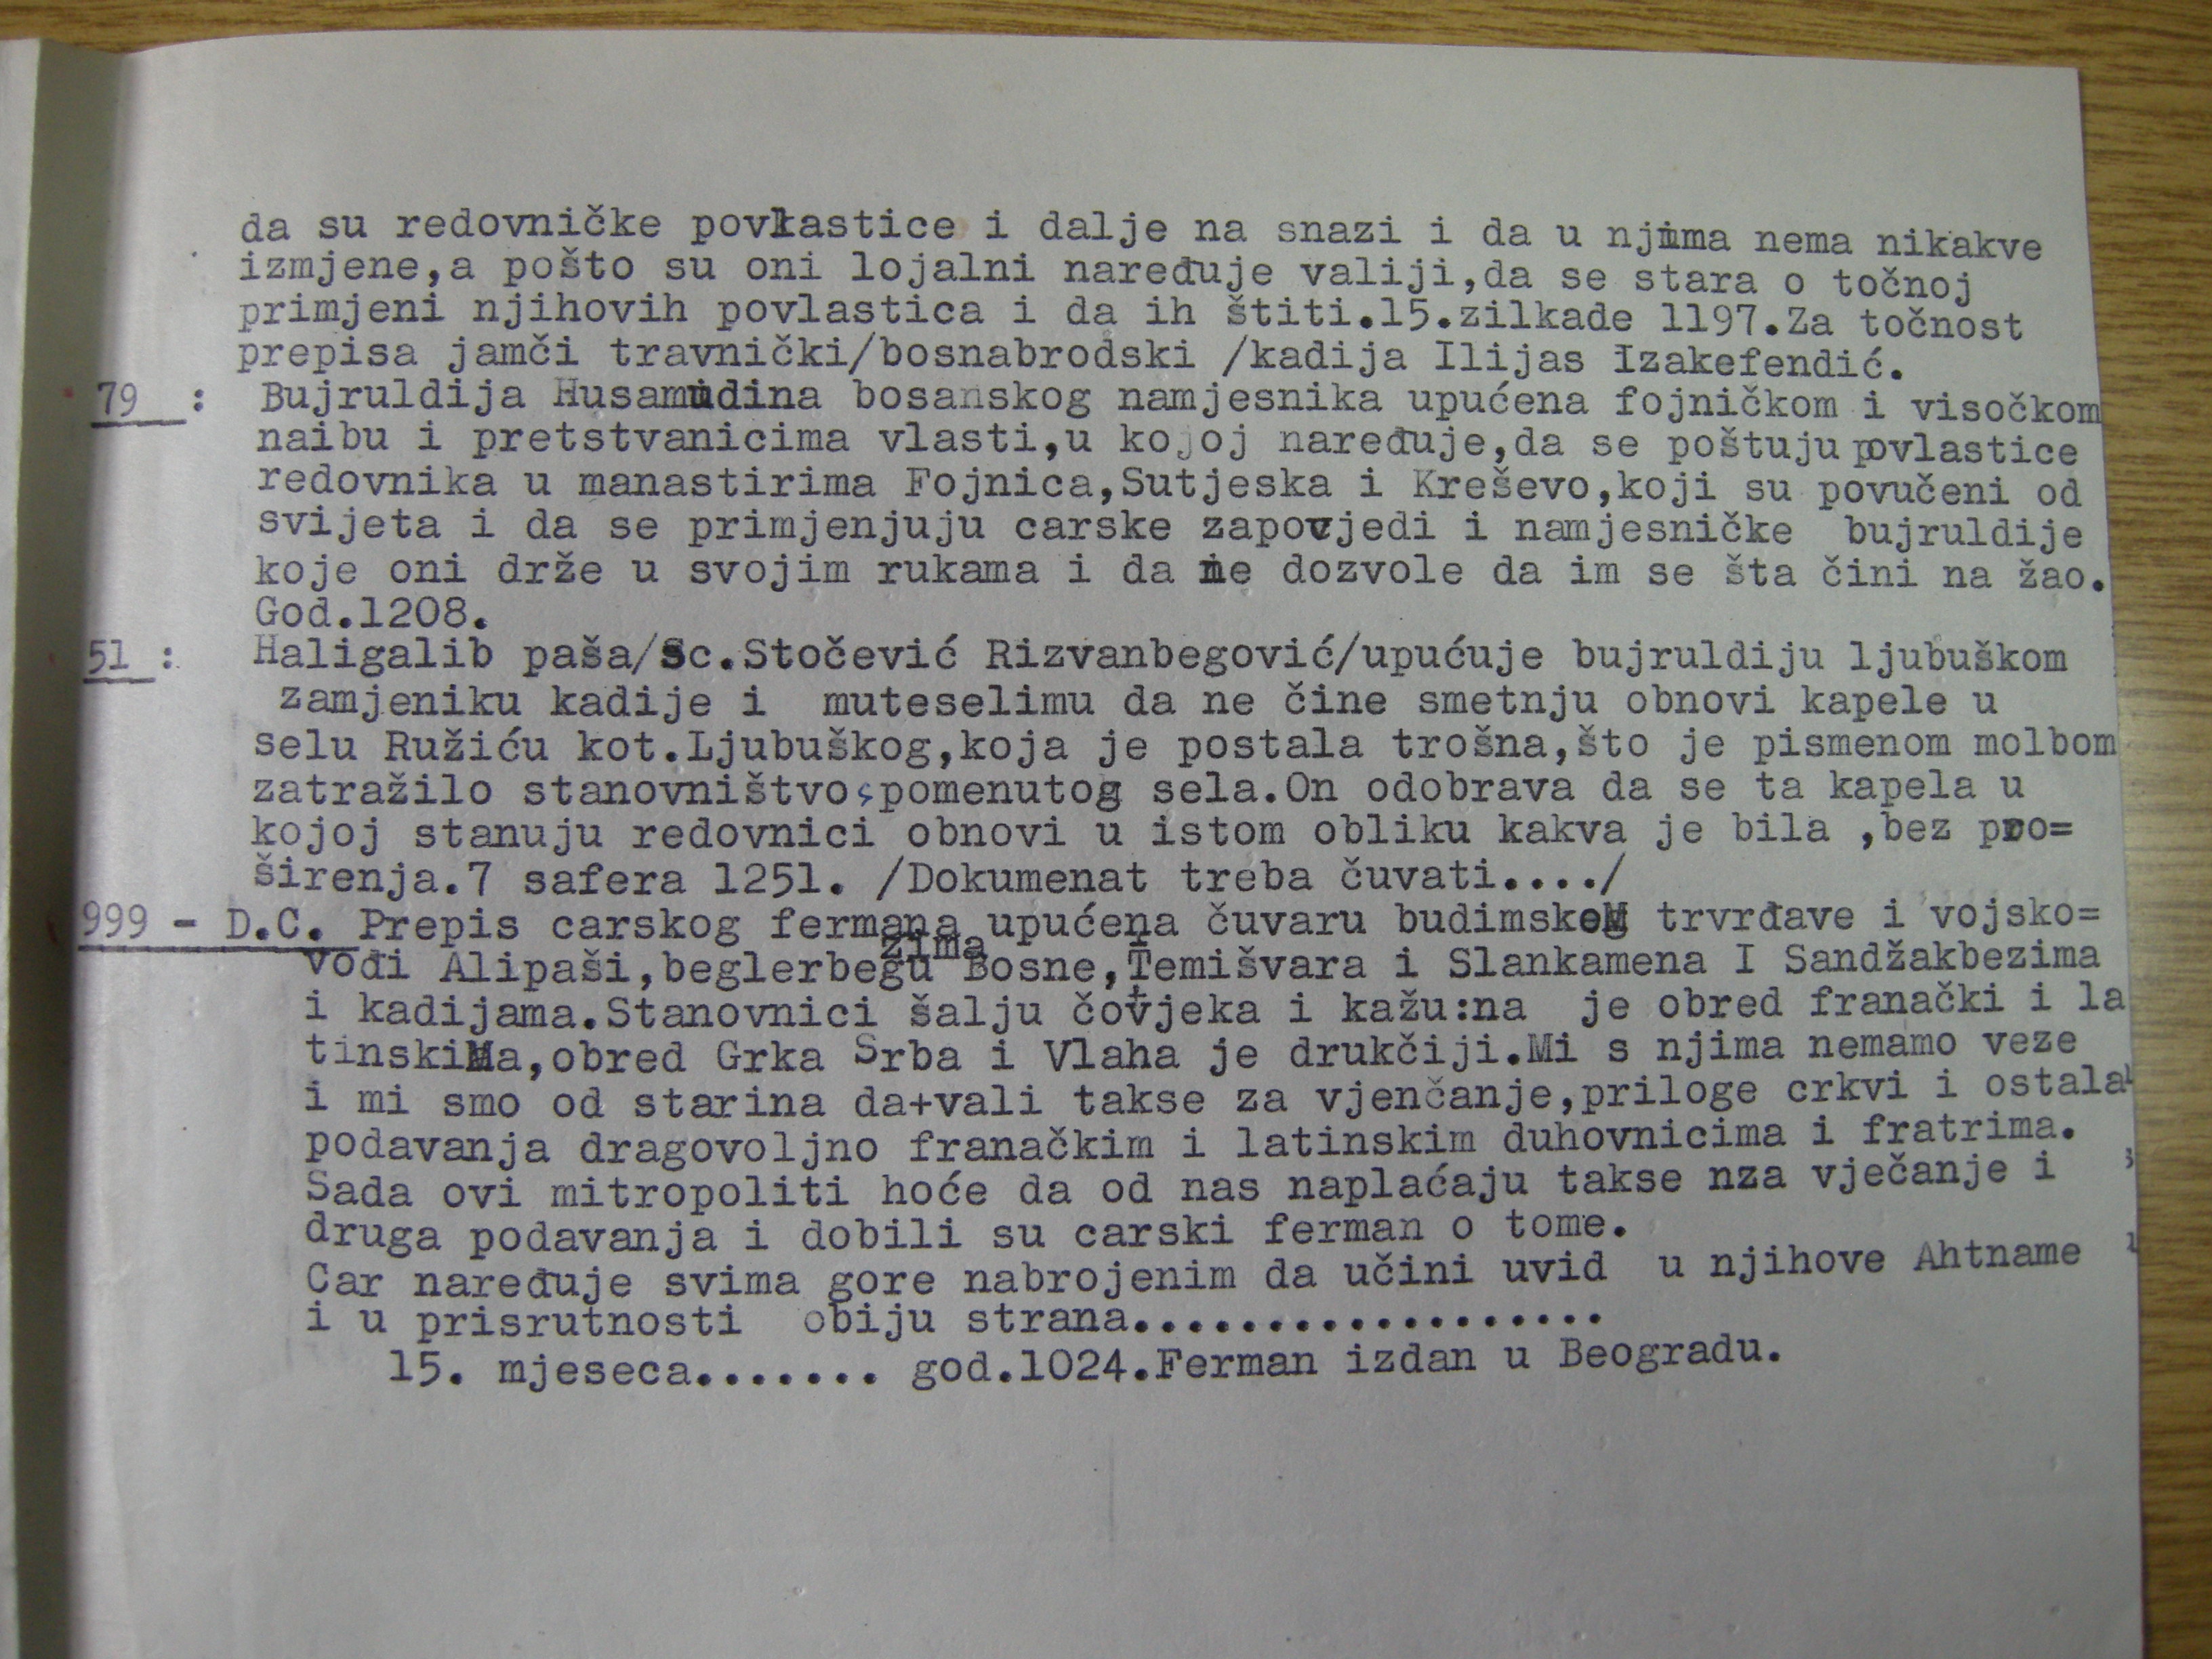 da su redovničke povlastice i dalje na snazi i da u njima nema nikakve
izmjene,a pošto su oni lojalni naređuje valiji,da se stara o točnoj
primjeni njihovih povlastica i da ih štiti.15.zilkade 1197.Za točnost
prepisa jamči travnički/bosnabrodski /kadija Ilijas Izakefendić.
79 : Bujruldija Husamudina bosanskog namjesnika upućena fojničkom i visočkom
naibu i pretstvanicima vlasti,u kojoj naređuje,da se poštuju povlastice
redovnika u manastirima Fojnica,Sutjeska i Kreševo,koji su povučeni od
svijeta i da se primjenjuju carske zapovjedi i namjesničke bujruldije
koje oni drže u svojim rukama i da ne dozvole da im se šta čini na žao.
God.1208.
51 : Haligalib paša/Sc.Stočević Rizvanbegović/upućuje bujruldiju ljubuškom
zamjeniku kadije i muteselimu da ne čine smetnju obnovi kapele u
selu Ružiću kot.Ljubuškog,koja je postala trošna,što je pismenom molbom
zatražilo stanovništvo spomenutog sela.On odobrava da se ta kapela u
kojoj stanuju redovnici obnovi u istom obliku kakva je bila ,bez pro=
širenja.7 safera 1251. /Dokumenat treba čuvati..../
999 - D.C. Prepis carskog fermana upućena čuvaru budimskog trvrđave i vojsko=
zima
vođi Alipaši,beglerbegu Bosne,Temišvara i Slankamena I Sandžakbezima
i kadijama.Stanovnici šalju čovjeka i kažu:na je obred franački i la
tinskiMa,obred Grka Srba i Vlaha je drukčiji.Mi s njima nemamo veze
i mi smo od starina da+vali takse za vjenčanje,priloge crkvi i ostala
podavanja dragovoljno franačkim i latinskim duhovnicima i fratrima.
Sada ovi mitropoliti hoće da od nas naplaćaju takse nza vječanje i
druga podavanja i dobili su carski ferman o tome.
Car naređuje svima gore nabrojenim da učini uvid u njihove Ahtname
i u prisrutnosti obiju strana..................
15. mjeseca....... god.1024.Ferman izdan u Beogradu.